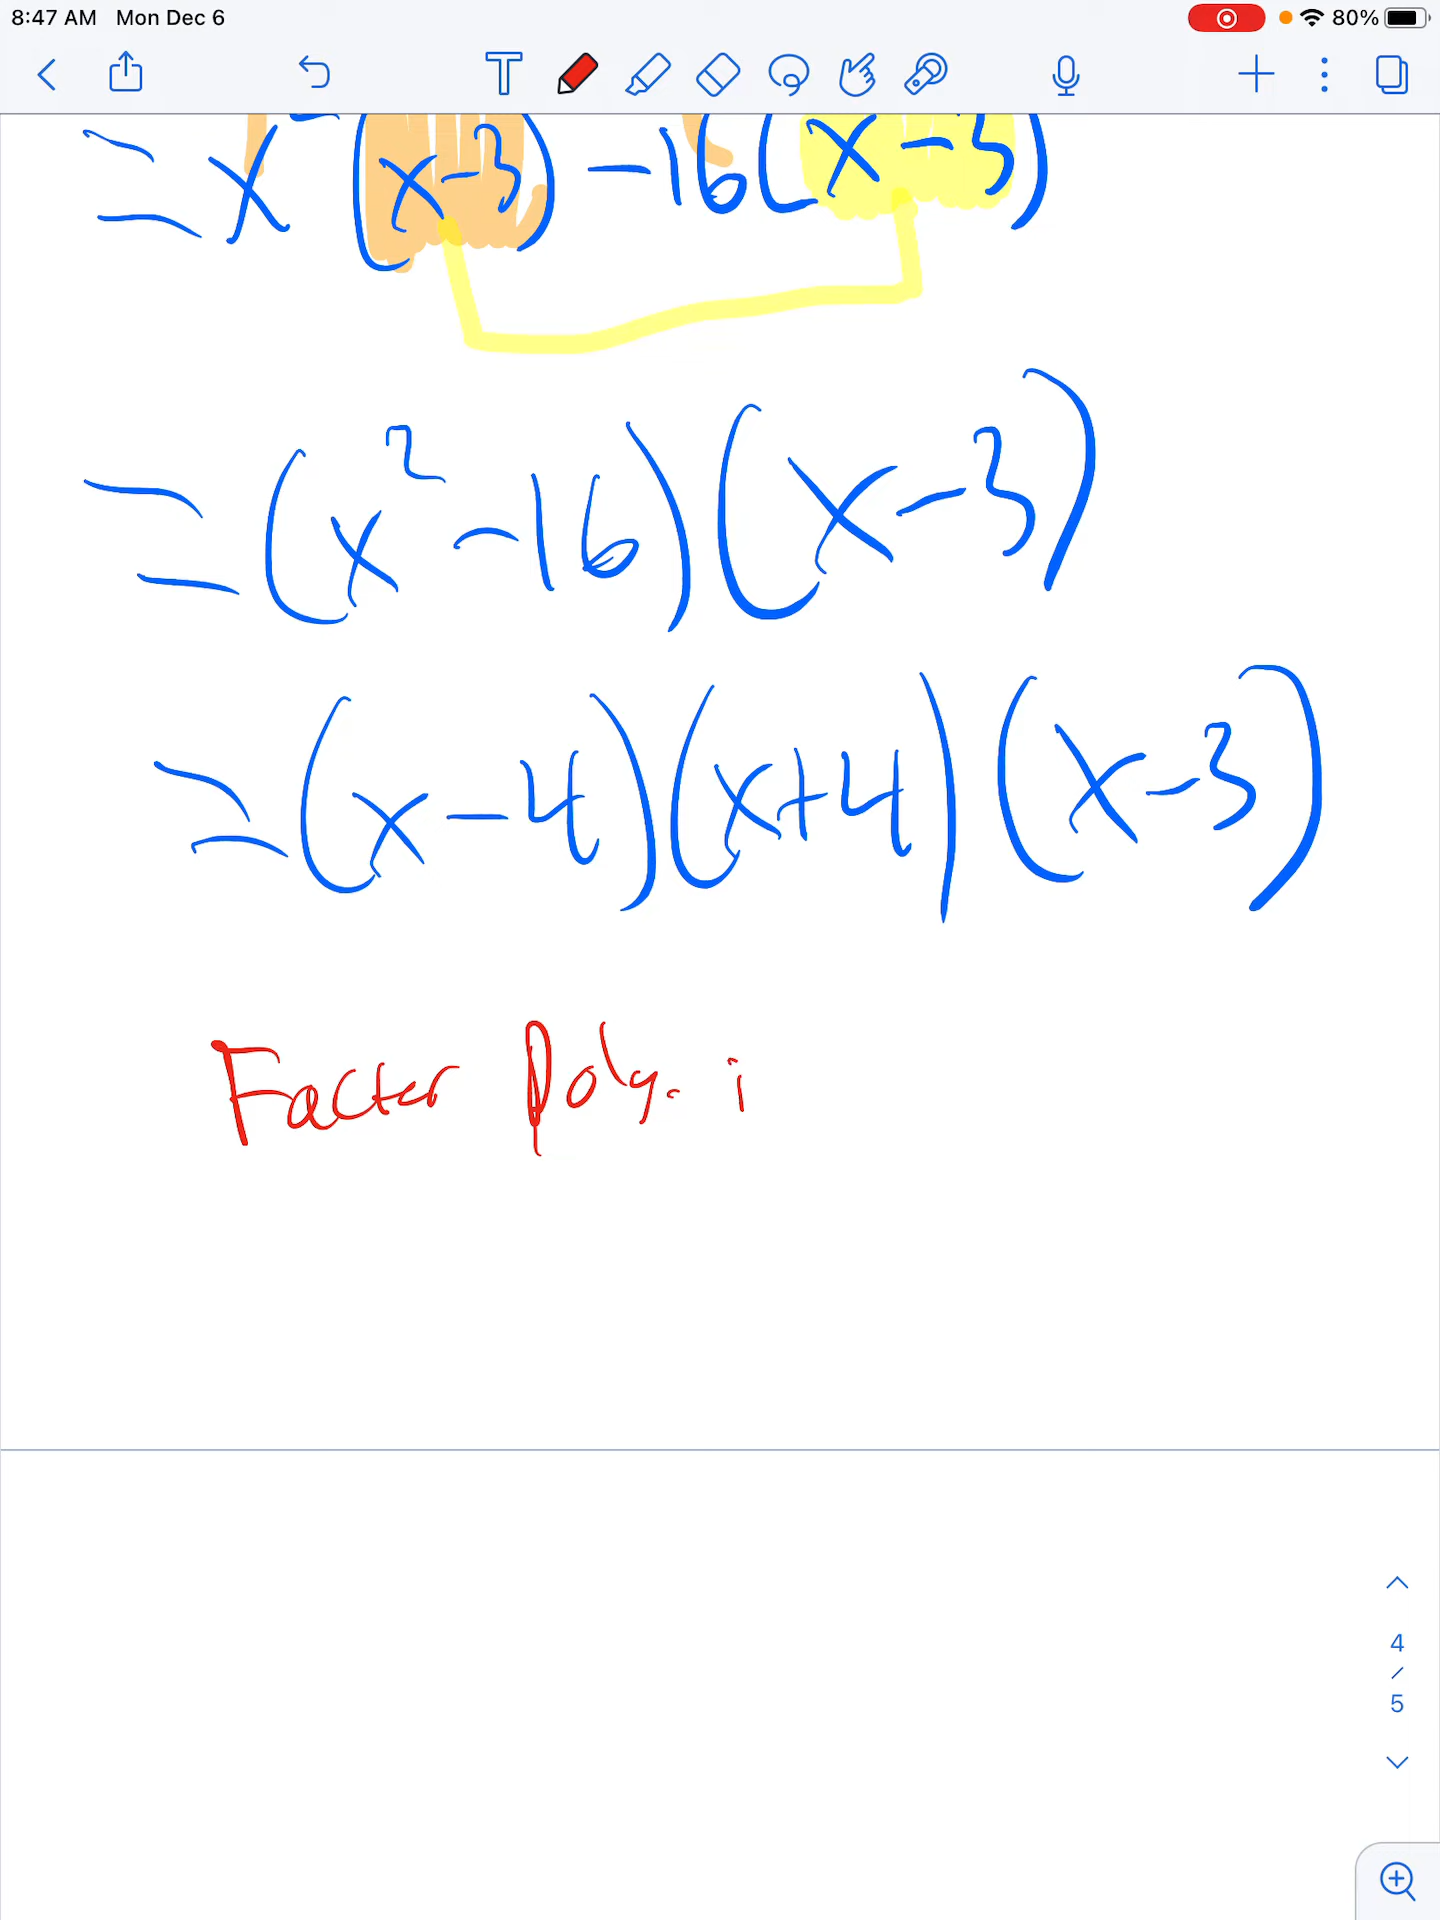 8:47 AM Mon Dec 6 80%
T
= x² (x-3) -16(x-3)
= (x² -16)(x-3)
= (x-4)(x+4)(x-3)
Factor Poly. i
4
/
5